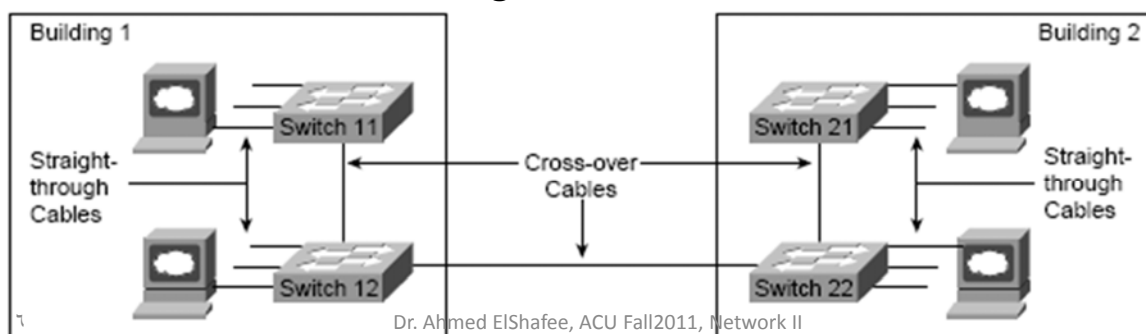 Building 1
Building 2
Switch 11
Switch 21
Straight-
through
Cables
Cross-over
Cables
Straight-
through
Cables
Switch 12
Switch 22
٦
Dr. Ahmed ElShafee, ACU Fall2011, Network II